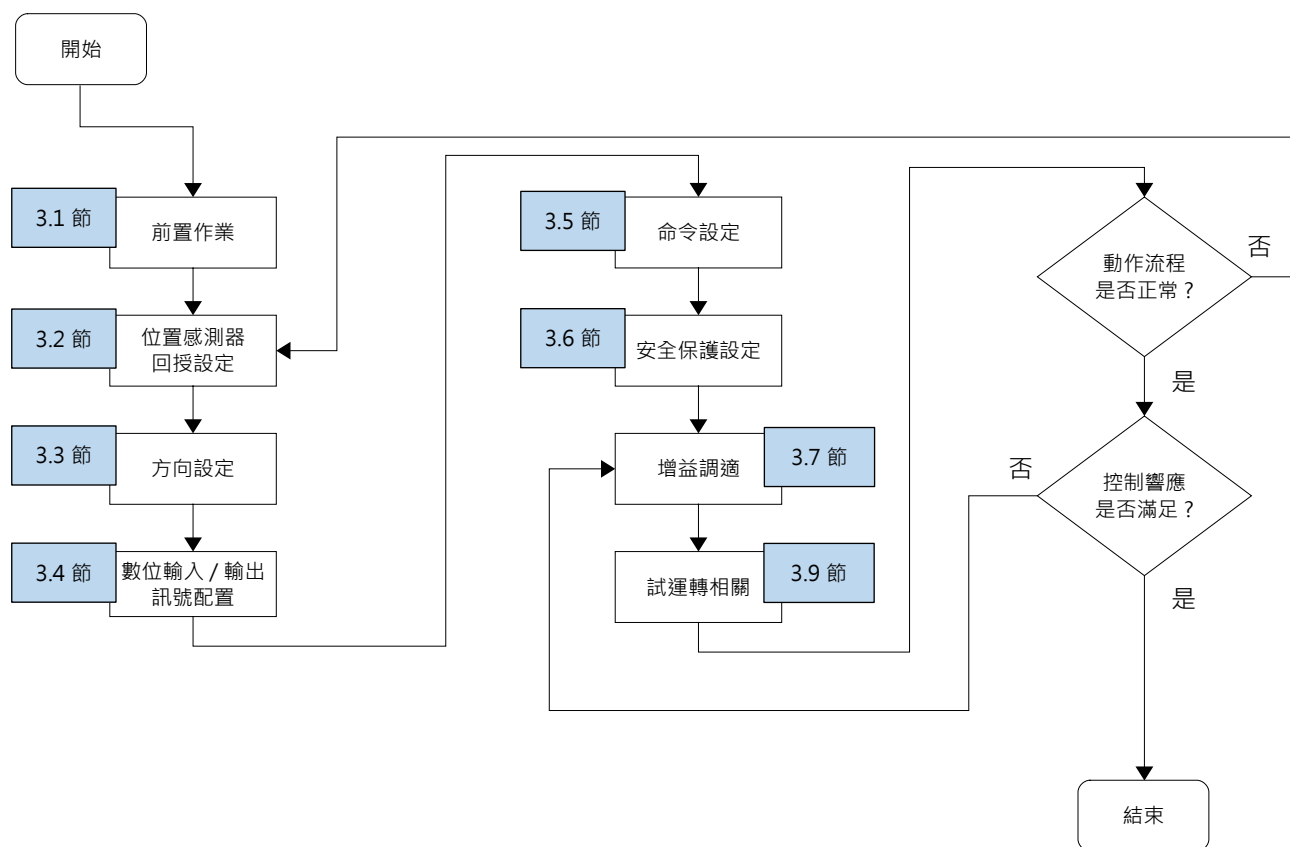 開始
3.1 節
前置作業
3.2 節
位置感測器
回授設定
3.3 節
方向設定
3.4 節
數位輸入 / 輸出
訊號配置
3.5 節
命令設定
3.6 節
安全保護設定
3.7 節
增益調適
3.9 節
試運轉相關
動作流程
是否正常？
否
是
控制響應
是否滿足？
否
是
結束